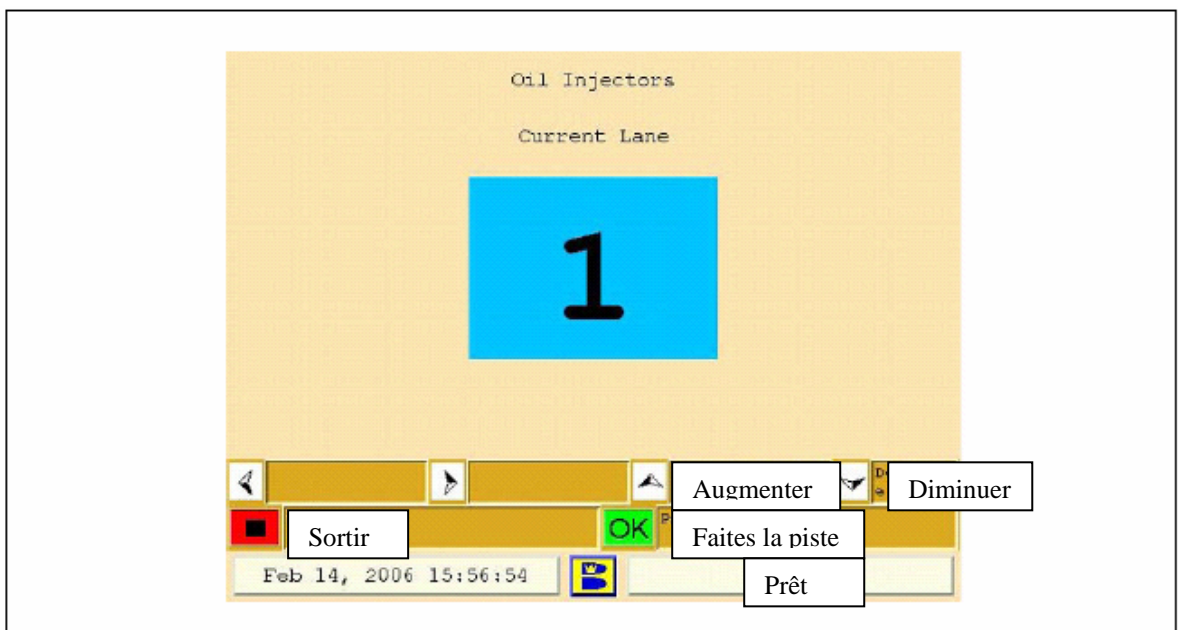 Oil Injectors
Current Lane
1
Augmenter
Diminuer
Sortir
OK
Faites la piste
Feb 14, 2006 15:56:54
Prêt